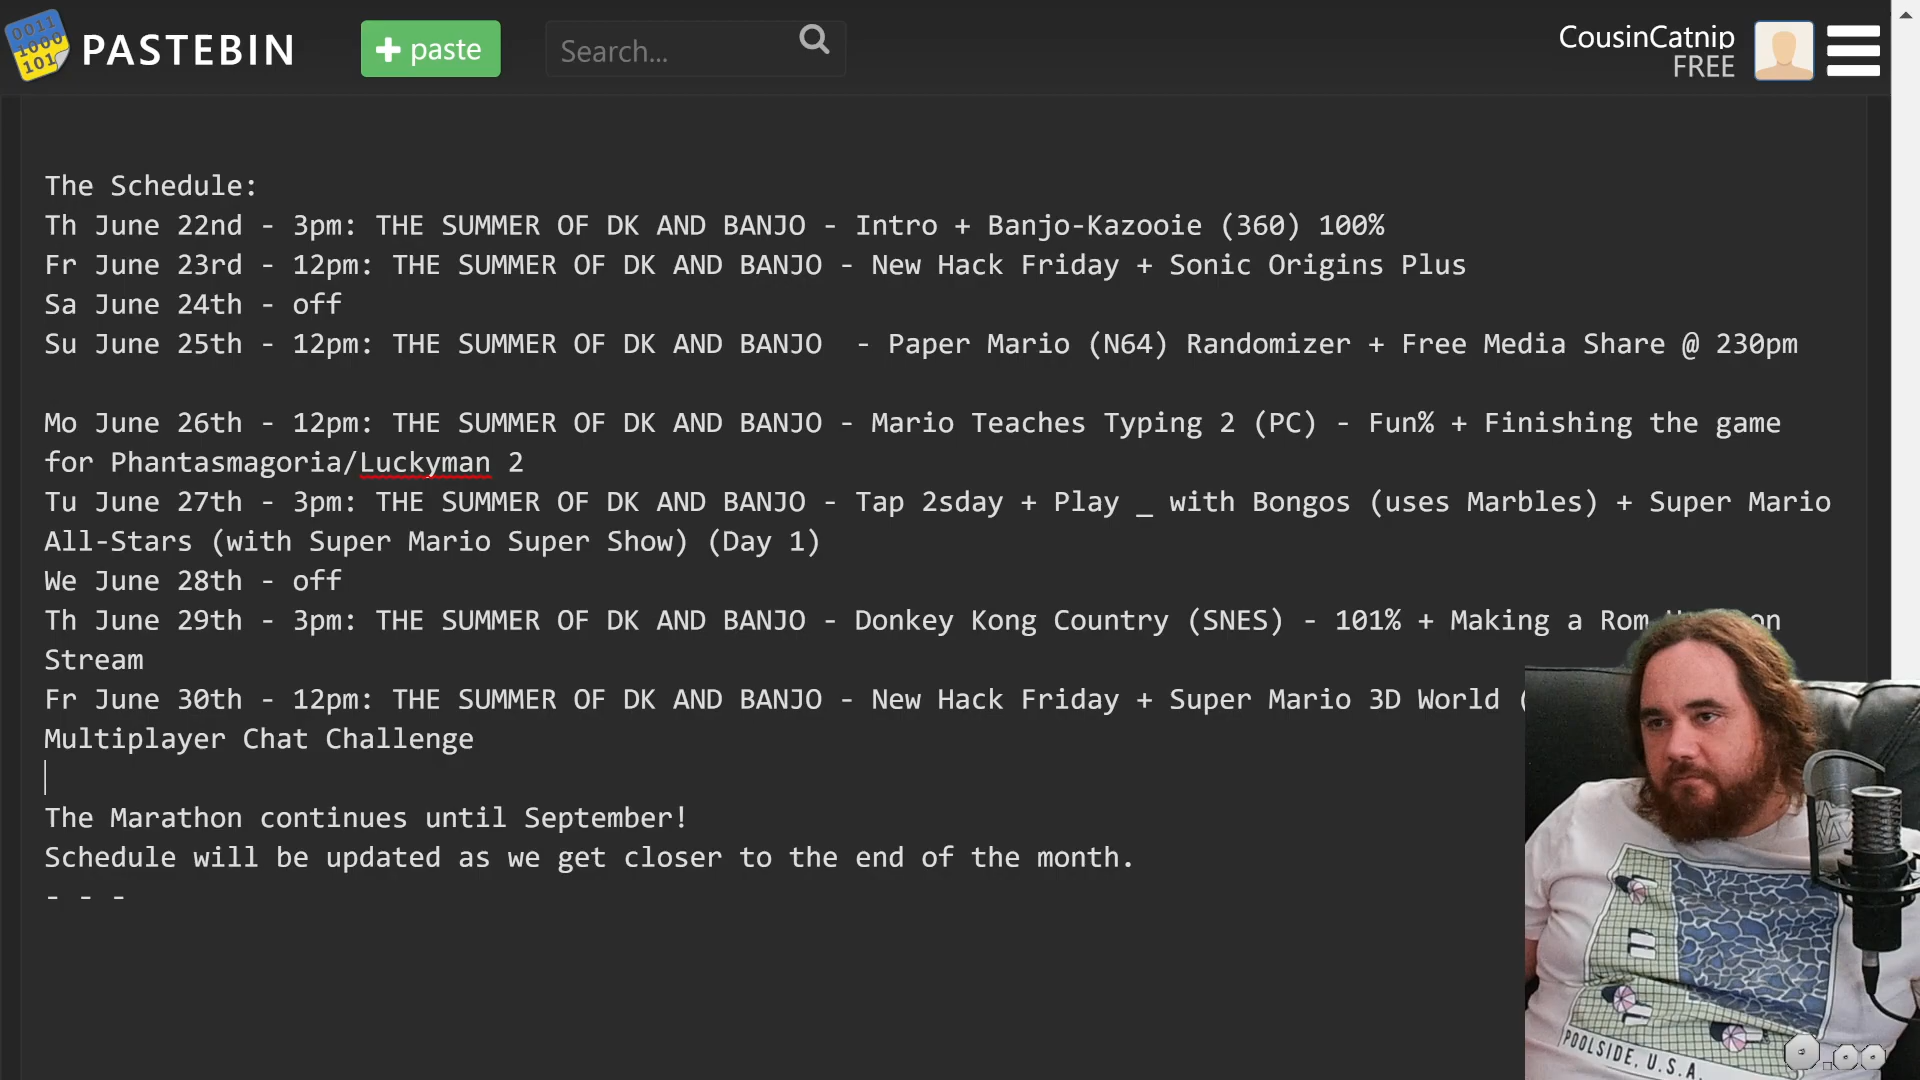 0011
1000
101
PASTEBIN
+ paste
Search...
CousinCatnip
FREE
The Schedule:
Th June 22nd - 3pm: THE SUMMER OF DK AND BANJO - Intro + Banjo-Kazooie (360) 100%
Fr June 23rd - 12pm: THE SUMMER OF DK AND BANJO - New Hack Friday + Sonic Origins Plus
Sa June 24th - off
Su June 25th - 12pm: THE SUMMER OF DK AND BANJO  - Paper Mario (N64) Randomizer + Free Media Share @ 230pm
Mo June 26th - 12pm: THE SUMMER OF DK AND BANJO - Mario Teaches Typing 2 (PC) - Fun% + Finishing the game
for Phantasmagoria/Luckyman 2
Tu June 27th - 3pm: THE SUMMER OF DK AND BANJO - Tap 2sday + Play _ with Bongos (uses Marbles) + Super Mario
All-Stars (with Super Mario Super Show) (Day 1)
We June 28th - off
Th June 29th - 3pm: THE SUMMER OF DK AND BANJO - Donkey Kong Country (SNES) - 101% + Making a Rom on
Stream
Fr June 30th - 12pm: THE SUMMER OF DK AND BANJO - New Hack Friday + Super Mario 3D World (
Multiplayer Chat Challenge
The Marathon continues until September!
Schedule will be updated as we get closer to the end of the month.
- - -
POOLSIDE, U.S.A.
0.00